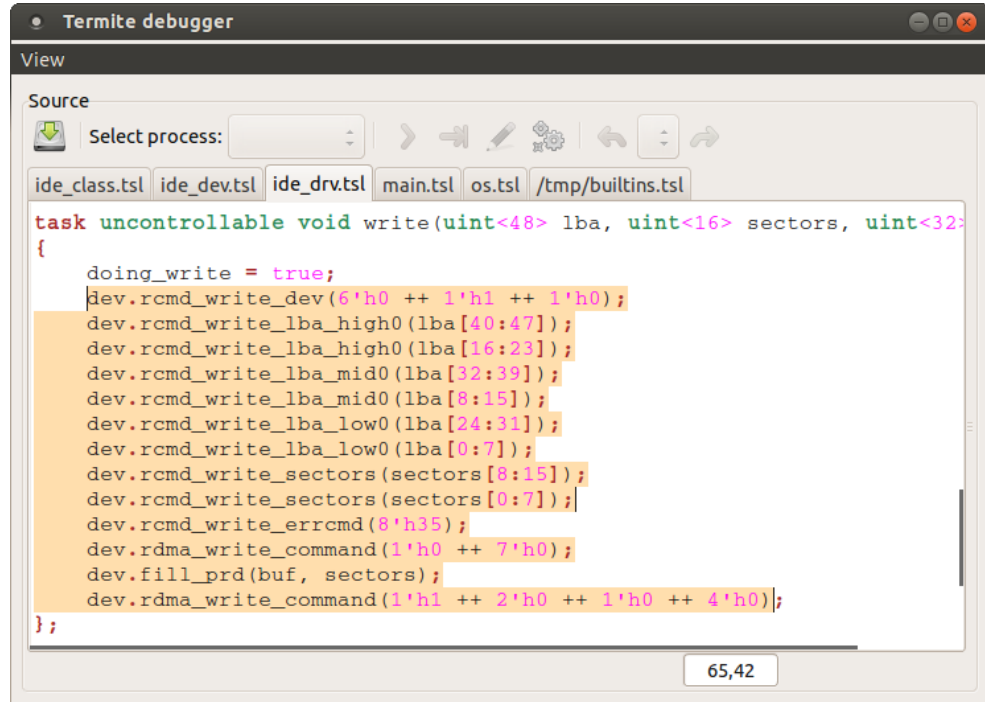 Termite debugger
View
Source
Select process:
ide_class.tsl ide_dev.tsl ide_drv.tsl main.tsl os.tsl /tmp/builtins.tsl
task uncontrollable void write(uint<48> lba, uint<16> sectors, uint<32>
{
doing_write = true;
dev.rcmd_write_dev(6'h0 ++ 1'h1 ++ 1'h0);
dev.rcmd_write_lba_high0(lba[40:47]);
dev.rcmd_write_lba_high0(lba[16:23]);
dev.rcmd_write_lba_mid0(lba[32:39]);
dev.rcmd_write_lba_mid0(lba[8:15]);
dev.rcmd_write_lba_low0(lba[24:31]);
dev.rcmd_write_lba_low0(lba[0:7]);
dev.rcmd_write_sectors(sectors[8:15]);
dev.rcmd_write_sectors(sectors[0:7]);
dev.rcmd_write_errcmd(8'h35);
dev.rdma_write_command(1'h0 ++ 7'h0);
dev.fill_prd(buf, sectors);
dev.rdma_write_command(1'h1 ++ 2'h0 ++ 1'h0 ++ 4'h0);
};
65,42